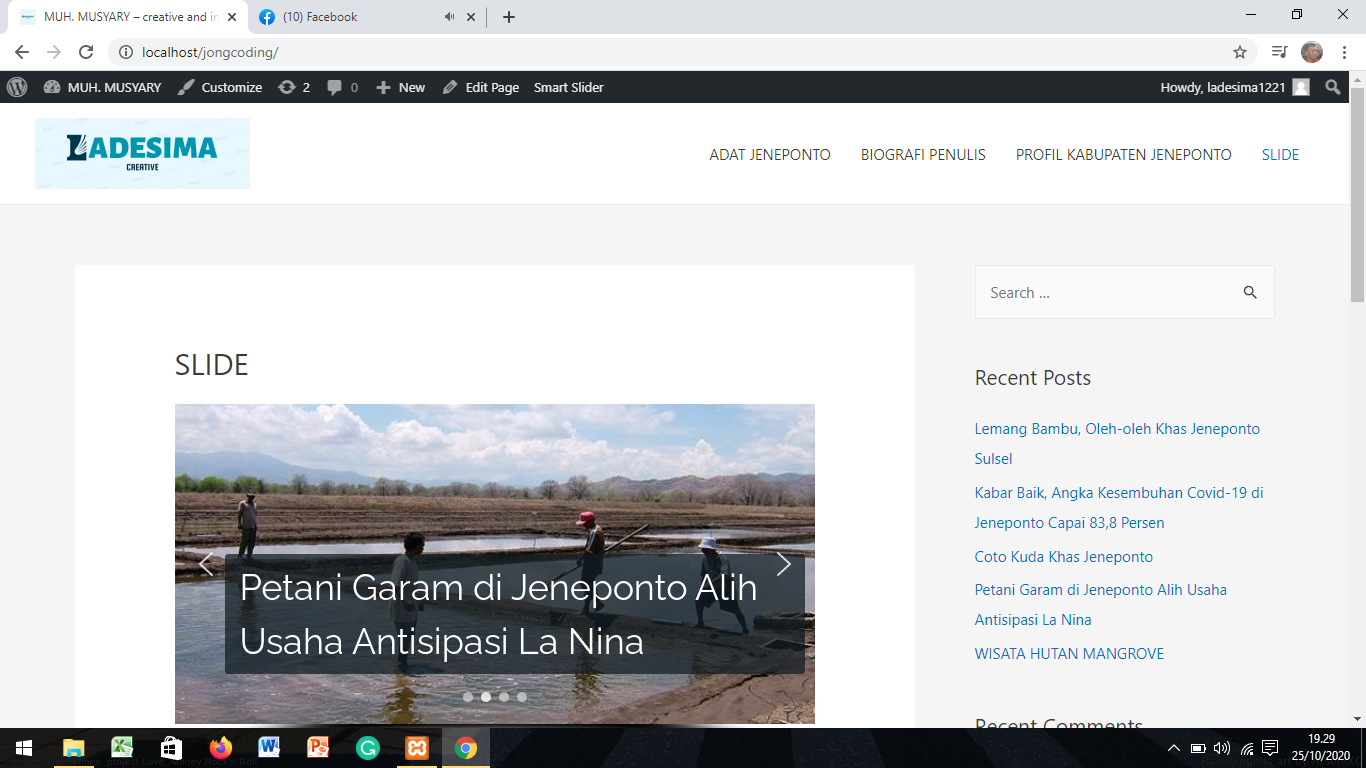 MUH. MUSYARY – creative and in
(10) Facebook
localhost/jongcoding/
MUH. MUSYARY Customize 2 0 New Edit Page Smart Slider Howdy, ladesima1221
LADESIMA
CREATIVE
ADAT JENEPONTO BIOGRAFI PENULIS PROFIL KABUPATEN JENEPONTO SLIDE
SLIDE
Petani Garam di Jeneponto Alih
Usaha Antisipasi La Nina
Search ...
Recent Posts
Lemang Bambu, Oleh-oleh Khas Jeneponto
Sulsel
Kabar Baik, Angka Kesembuhan Covid-19 di
Jeneponto Capai 83,8 Persen
Coto Kuda Khas Jeneponto
Petani Garam di Jeneponto Alih Usaha
Antisipasi La Nina
WISATA HUTAN MANGROVE
Recent Comments
19.29
25/10/2020